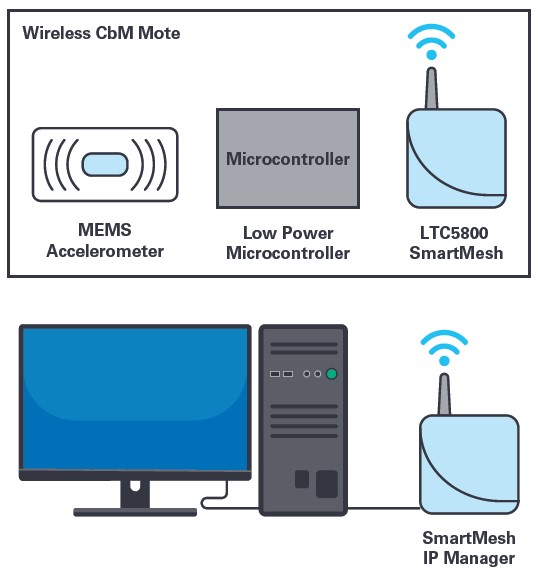 Wireless CbM Mote
Microcontroller
MEMS
Accelerometer
Low Power
Microcontroller
LTC5800
SmartMesh
SmartMesh
IP Manager